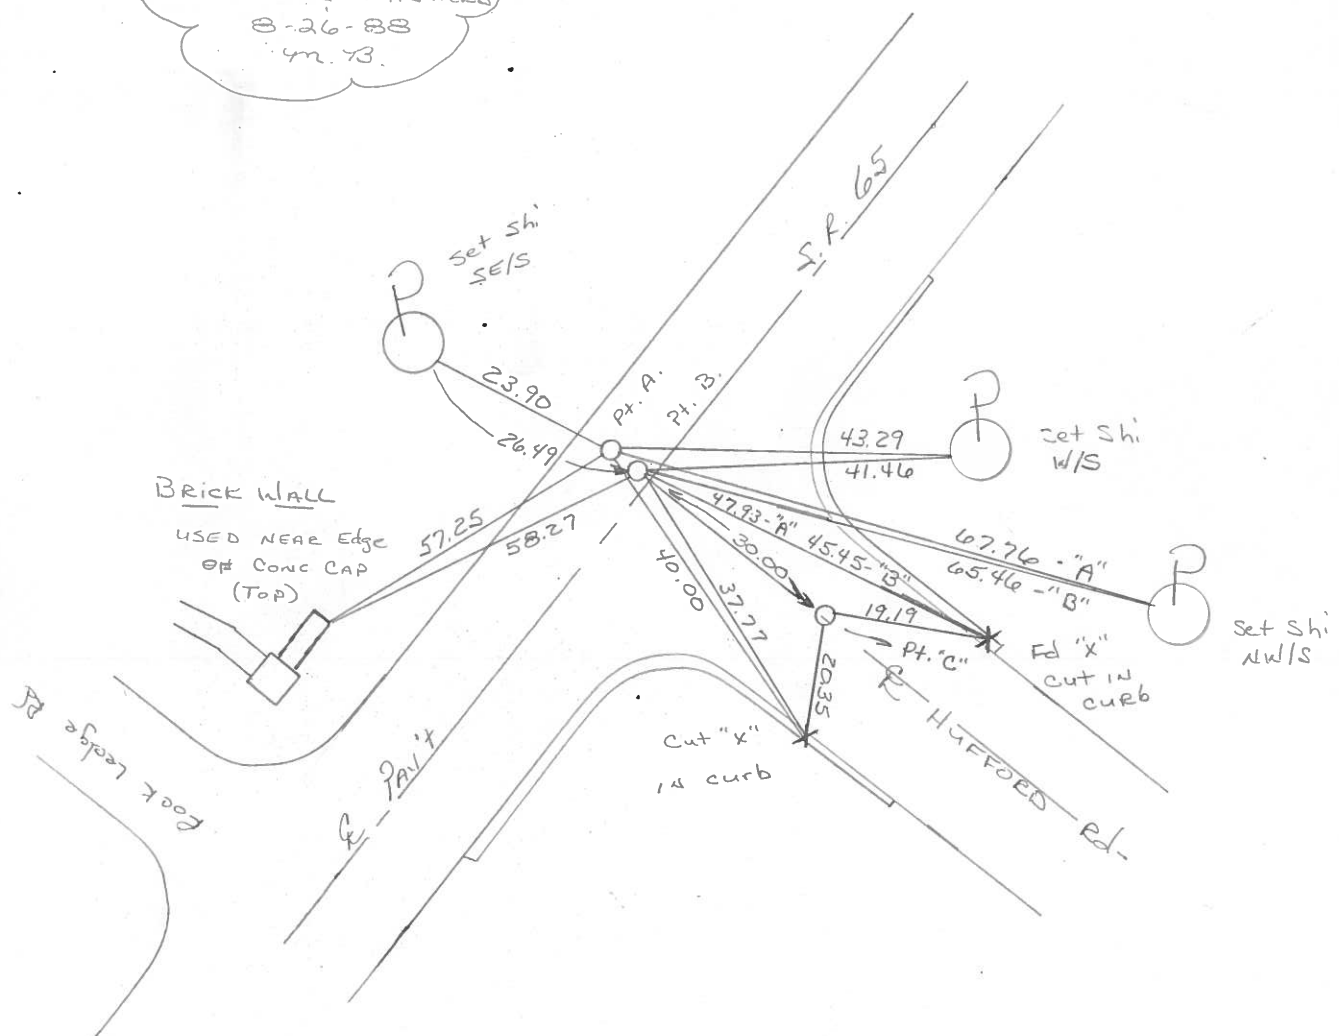 8-26-88
M.B.
S.R. 65
Set Shi
SE/S
P
23.90
Pt. A.
Pt. B.
26.49
43.29
41.46
P
Set Shi
W/S
BRICK WALL
USED NEAR Edge
OF CONC CAP
(TOP)
57.25
58.27
47.93-"A"
45.45-"B"
67.76-"A"
65.46-"B"
P
Set Shi
NW/S
30.00
40.00
37.77
19.19
Pt. "C"
20.35
Fd "X"
CUT IN
CURB
Cut "X"
IN curb
℄ HUFFORD Rd-
℄ PAV't
Rock Ledge